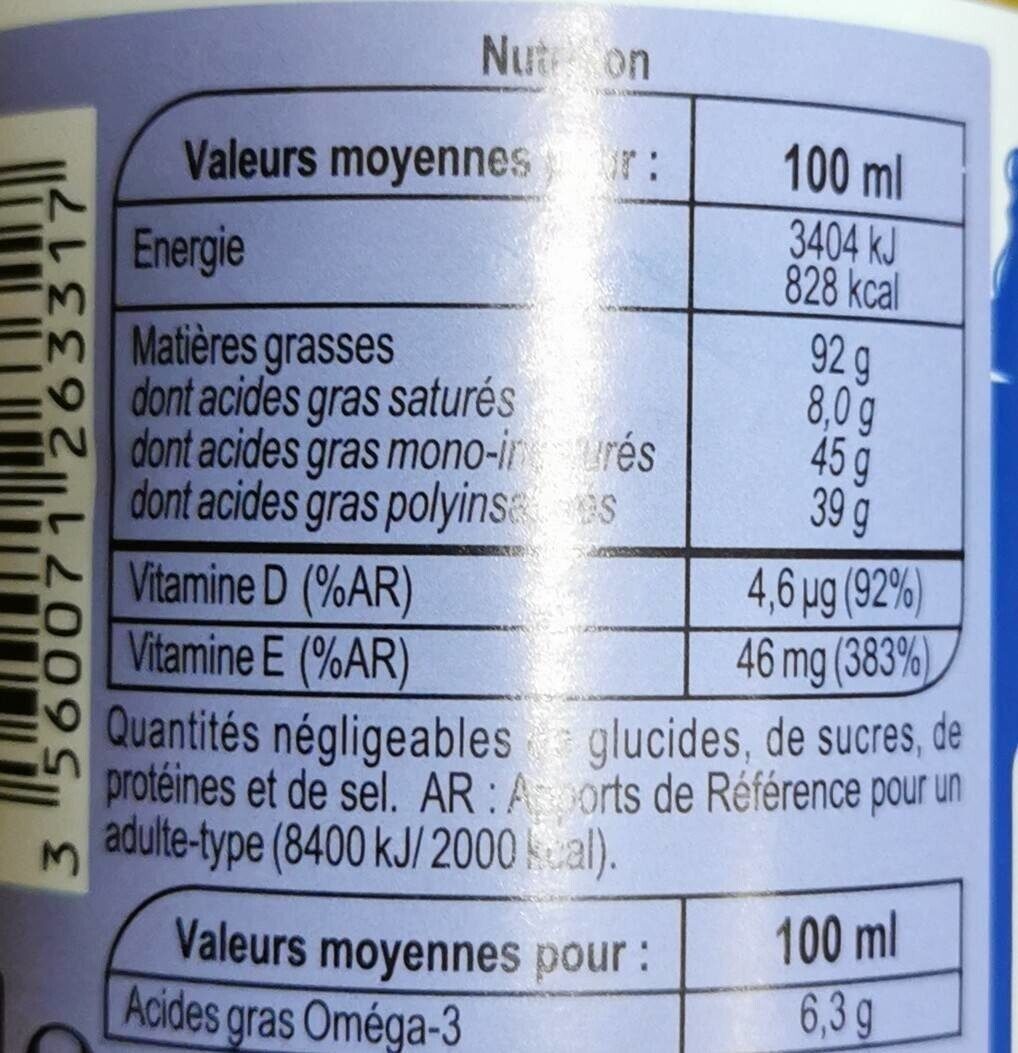 Valeurs moyennes : 100 ml
Energie 3404 kJ
828 kcal
Matières grasses 92 g
dont acides gras saturés 8,0 g
dont acides gras 45 g
dont acides gras 39 g
Vitamine D (%AR) 4,6 µg (92%)
Vitamine E (%AR) 46 mg (383%)
Quantités négligeables glucides, de sucres, de
protéines et de sel. AR : de Référence pour un
adulte-type (8400 kJ/ 2000
Valeurs moyennes pour : 100 ml
Acides gras Oméga-3 6,3 g
3 560071 263317